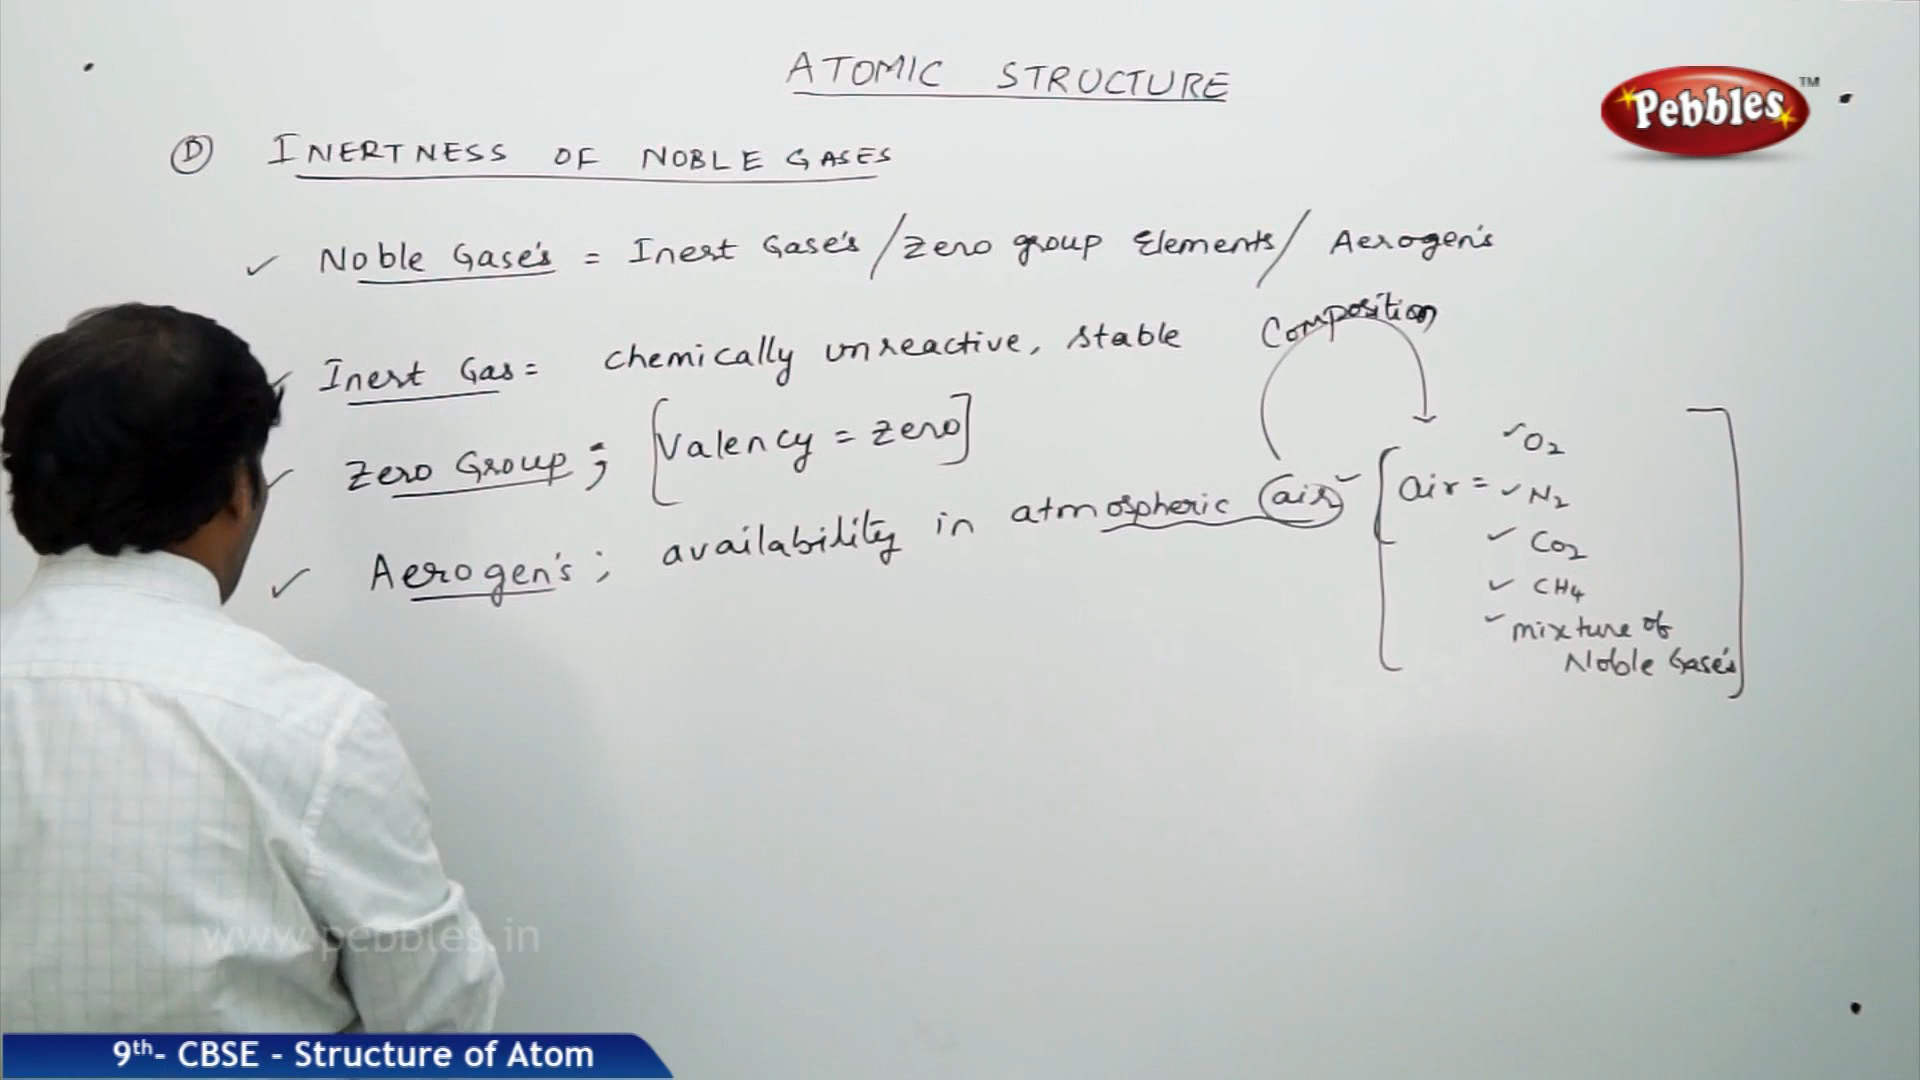 ATOMIC STRUCTURE
Pebbles TM
D INERTNESS OF NOBLE GASES
✓ Noble Gase's = Inert Gase's / Zero group Elements / Aerogen's
Composition
✓ Inert Gas = chemically unreactive, stable
✓ Zero Group ; [Valency = zero]
✓ Aerogen's ; availability in atmospheric air ✓
air = ✓ O2
✓ N2
✓ CO2
✓ CH4
✓ mixture of
Noble Gase's
www.pebbles.in
9th- CBSE - Structure of Atom